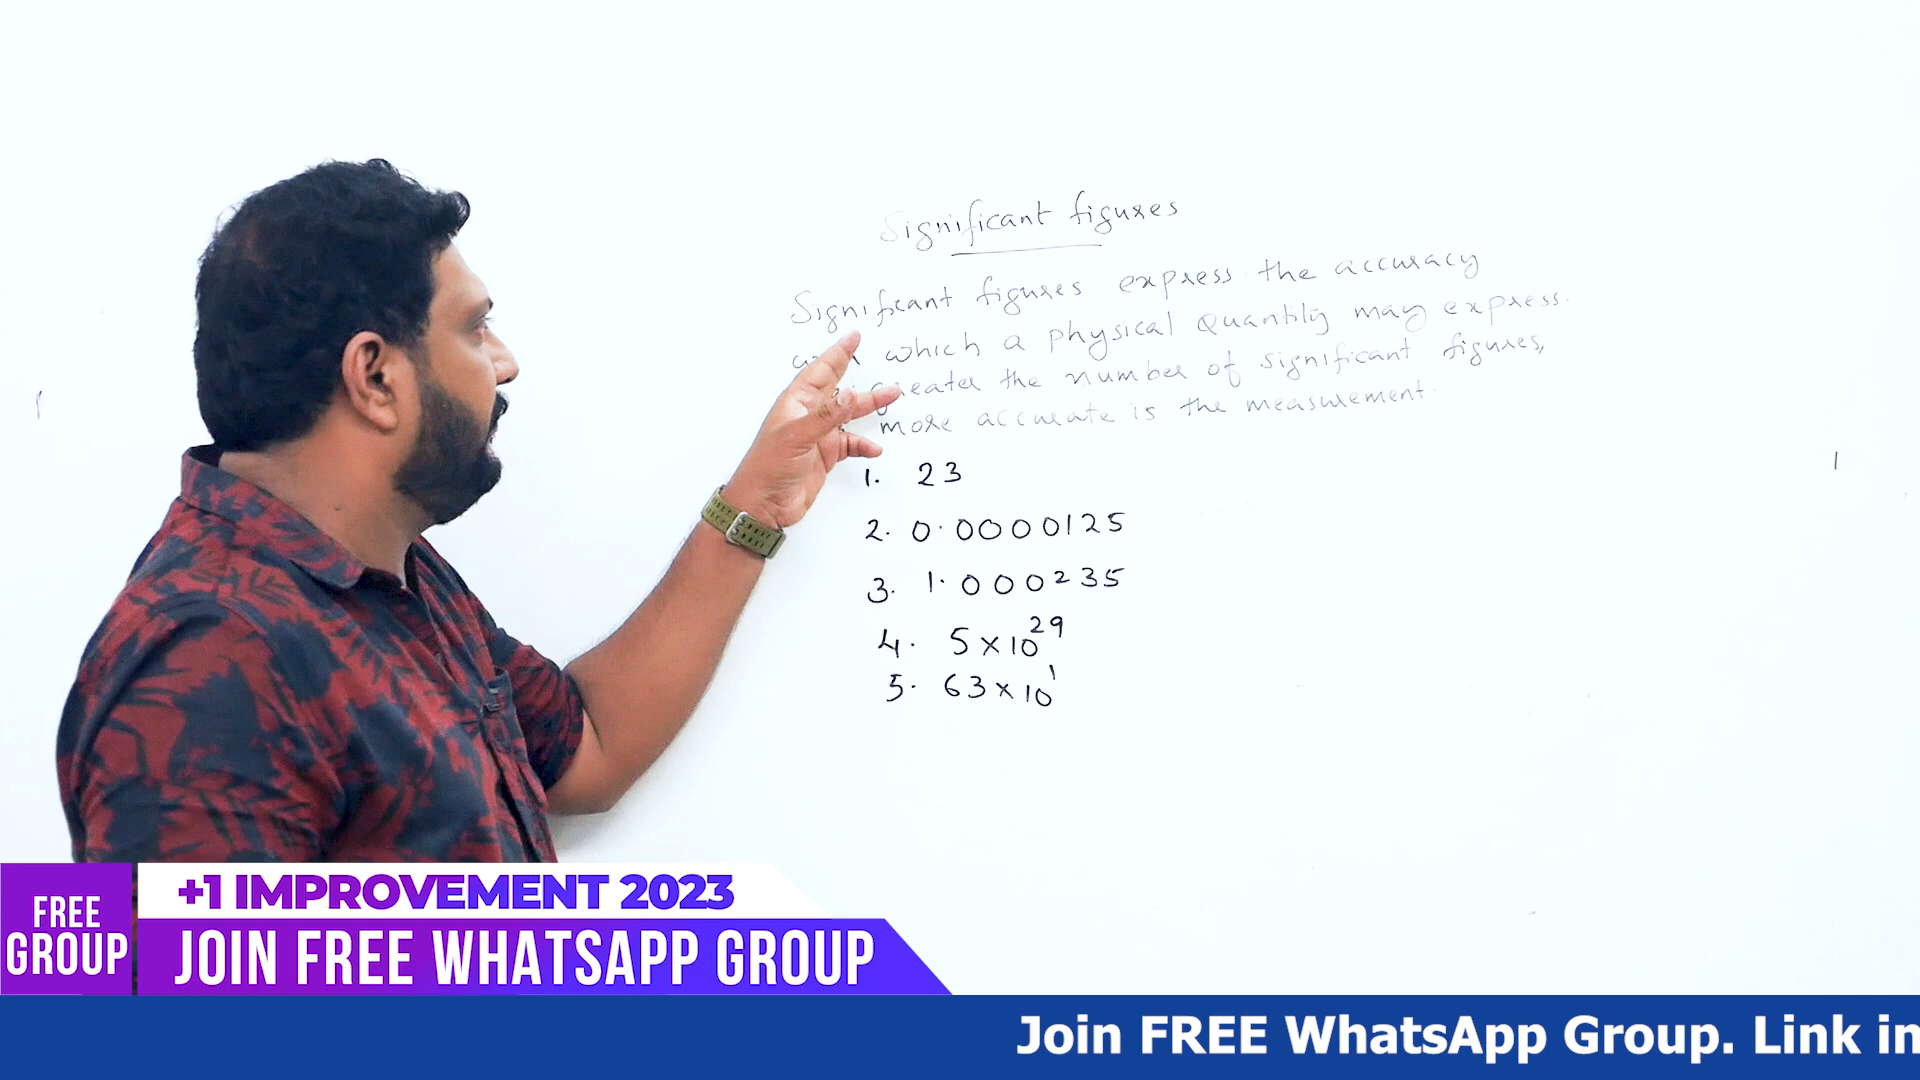 Significant figures
Significant figures express the accuracy
which a physical quantity may express.
greater the number of significant figures,
more accurate is the measurement.
1. 23
2. 0.0000125
3. 1.000235
4. 5×10²⁹
5. 63×10¹
FREE
GROUP
+1 IMPROVEMENT 2023
JOIN FREE WHATSAPP GROUP
Join FREE WhatsApp Group. Link in